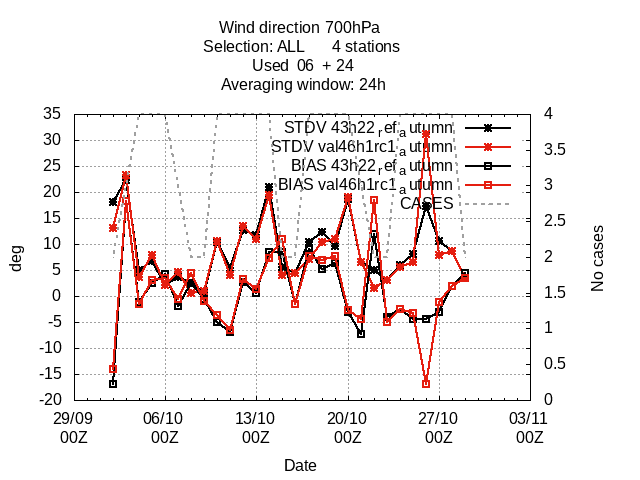 Wind direction 700hPa
Selection: ALL 4 stations
Used 06 + 24
Averaging window: 24h
35 4
30 3.5
25 3
20 2.5
15 2
10 1.5
5 1
0 0.5
-5 0
-10
-15
-20
STDV 43h22_ref_autumn
STDV val46h1rc1_autumn
BIAS 43h22_ref_autumn
BIAS val46h1rc1_autumn
CASES
deg
No cases
29/09 06/10 13/10 20/10 27/10 03/11
00Z 00Z 00Z 00Z 00Z 00Z
Date